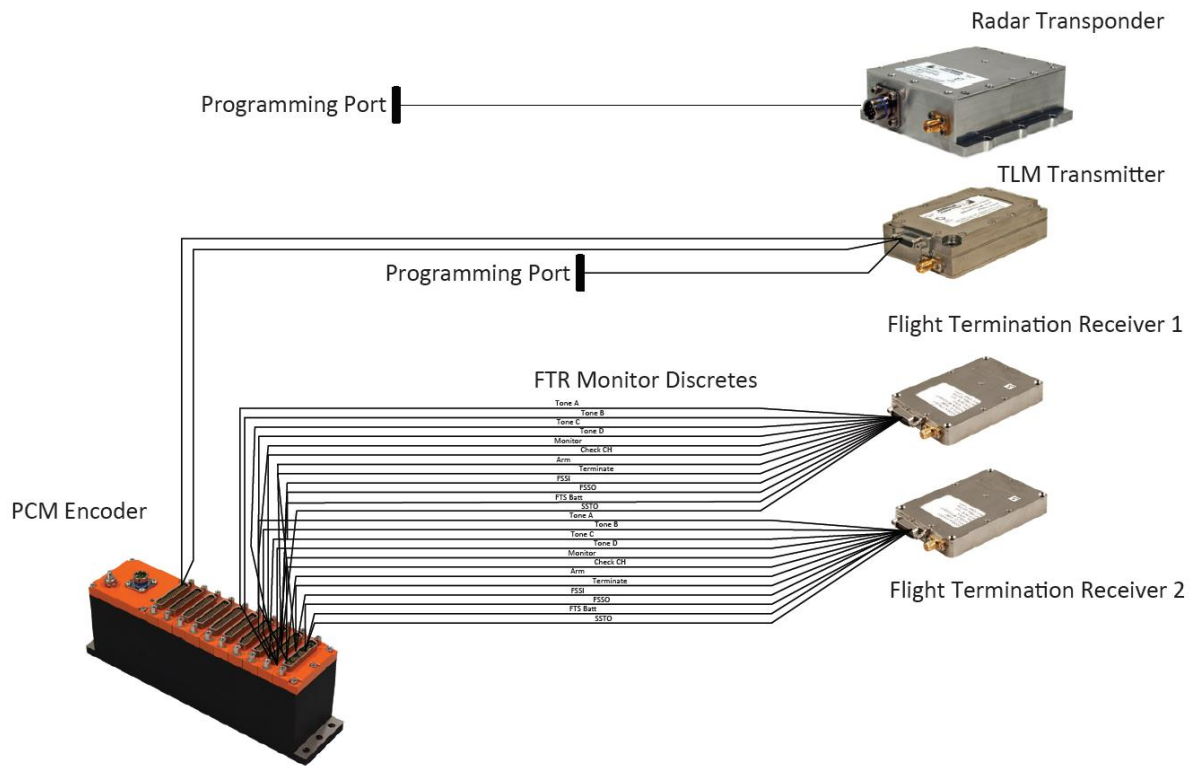 Radar Transponder
Programming Port
TLM Transmitter
Programming Port
Flight Termination Receiver 1
FTR Monitor Discretes
Tone A
Tone B
Tone C
Tone D
Monitor
Check CH
Arm
Terminate
FSSI
FSSO
FTS Batt
SSTO
PCM Encoder
Tone A
Tone B
Tone C
Tone D
Monitor
Check CH
Arm
Terminate
FSSI
FSSO
FTS Batt
SSTO
Flight Termination Receiver 2